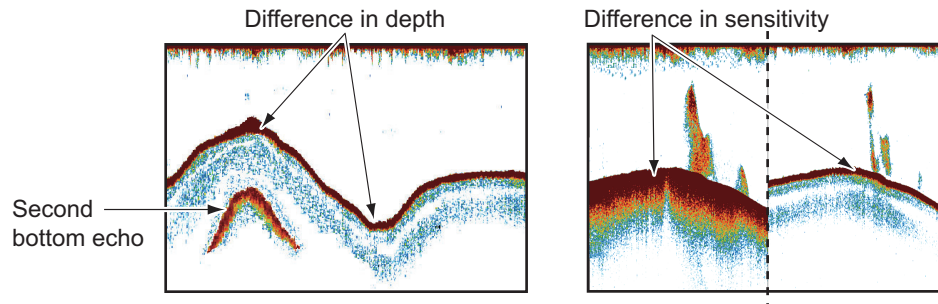 Difference in depth
Difference in sensitivity
Second
bottom echo